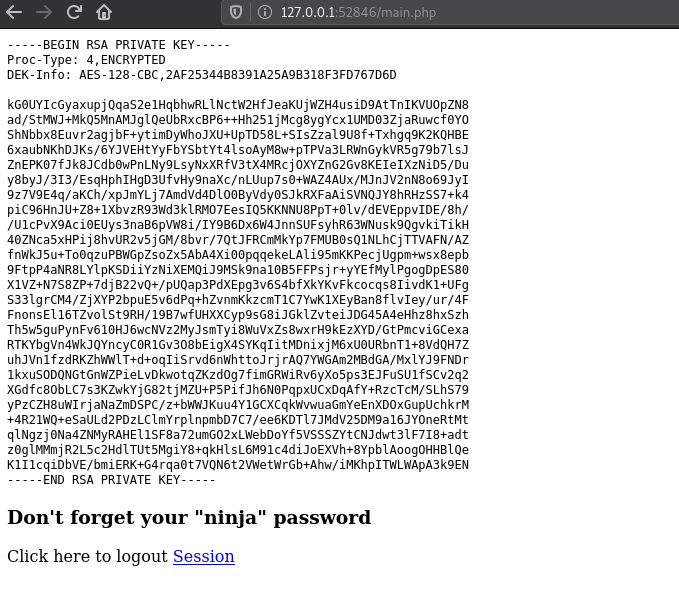 127.0.0.1:52846/main.php
-----BEGIN RSA PRIVATE KEY-----
Proc-Type: 4,ENCRYPTED
DEK-Info: AES-128-CBC,2AF25344B8391A25A9B318F3FD767D6D
kG0UYIcGyaxupjQqaS2e1HqbhwRLlNctW2HfJeaKUjWZH4usiD9AtTnIKVUOpZN8
ad/StMWJ+MkQ5MnAMJglQeUbRxcBP6++Hh251jMcg8ygYcx1UMD03ZjaRuwcf0YO
ShNbbx8Euvr2agjbF+ytimDyWhoJXU+UpTD58L+SIsZzal9U8f+Txhgq9K2KQHBE
6xaubNKhDJKs/6YJVEHtYyFbYSbtYt4lsoAyM8w+pTPVa3LRWnGykVR5g79b7lsJ
ZnEPK07fJk8JCdb0wPnLNy9LsyNxXRfV3tX4MRcjOXYZnG2Gv8KEIeIXzNiD5/Du
y8byJ/3I3/EsqHphIHgD3UfvHy9naXc/nLUup7s0+WAZ4AUx/MJnJV2nN8o69JyI
9z7V9E4q/aKCh/xpJmYLj7AmdVd4DlO0ByVdy0SJkRXFaAiSVNQJY8hRHzSS7+k4
piC96HnJU+Z8+1XbvzR93Wd3klRMO7EesIQ5KKNNU8PpT+0lv/dEVEppvIDE/8h/
/U1cPvX9Aci0EUys3naB6pVW8i/IY9B6Dx6W4JnnSUFsyhR63WNusk9QgvkiTikH
40ZNca5xHPij8hvUR2v5jGM/8bvr/7QtJFRCmMkYp7FMUB0sQ1NLhCjTTVAFN/AZ
fnWkJ5u+To0qzuPBWGpZsoZx5AbA4Xi00pqqekeLAli95mKKPecjUgpm+wsx8epb
9FtpP4aNR8LYlpKSDiiYzNiXEMQiJ9MSk9na10B5FFPsjr+yYEfMylPgogDpES80
X1VZ+N7S8ZP+7djB22vQ+/pUQap3PdXEpg3v6S4bfXkYKvFkcocqs8IivdK1+UFg
S33lgrCM4/ZjXYP2bpuE5v6dPq+hZvnmKkzcmT1C7YwK1XEyBan8flvIey/ur/4F
FnonsEl16TZvolSt9RH/19B7wfUHXXCyp9sG8iJGklZvteiJDG45A4eHhz8hxSzh
Th5w5guPynFv610HJ6wcNVz2MyJsmTyi8WuVxZs8wxrH9kEzXYD/GtPmcviGCexa
RTKYbgVn4WkJQYncyC0R1Gv3O8bEigX4SYKqIitMDnixjM6xU0URbnT1+8VdQH7Z
uhJVn1fzdRKZhWWlT+d+oqIiSrvd6nWhttoJrjrAQ7YWGAm2MBdGA/MxlYJ9FNDr
1kxuSODQNGtGnWZPieLvDkwotqZKzdOg7fimGRWiRv6yXo5ps3EJFuSU1fSCv2q2
XGdfc8ObLC7s3KZwkYjG82tjMZU+P5PifJh6N0PqpxUCxDqAfY+RzcTcM/SLhS79
yPzCZH8uWIrjaNaZmDSPC/z+bWWJKuu4Y1GCXCqkWvwuaGmYeEnXDOxGupUchkrM
+4R21WQ+eSaULd2PDzLClmYrplnpmbD7C7/ee6KDTl7JMdV25DM9a16JYOneRtMt
qlNgzj0Na4ZNMyRAHEl1SF8a72umGO2xLWebDoYf5VSSSZYtCNJdwt3lF7I8+adt
z0glMMmjR2L5c2HdlTUt5MgiY8+qkHlsL6M91c4diJoEXVh+8YpblAoogOHHBlQe
K1I1cqiDbVE/bmiERK+G4rqa0t7VQN6t2VWetWrGb+Ahw/iMKhpITWLWApA3k9EN
-----END RSA PRIVATE KEY-----
Don't forget your "ninja" password
Click here to logout Session